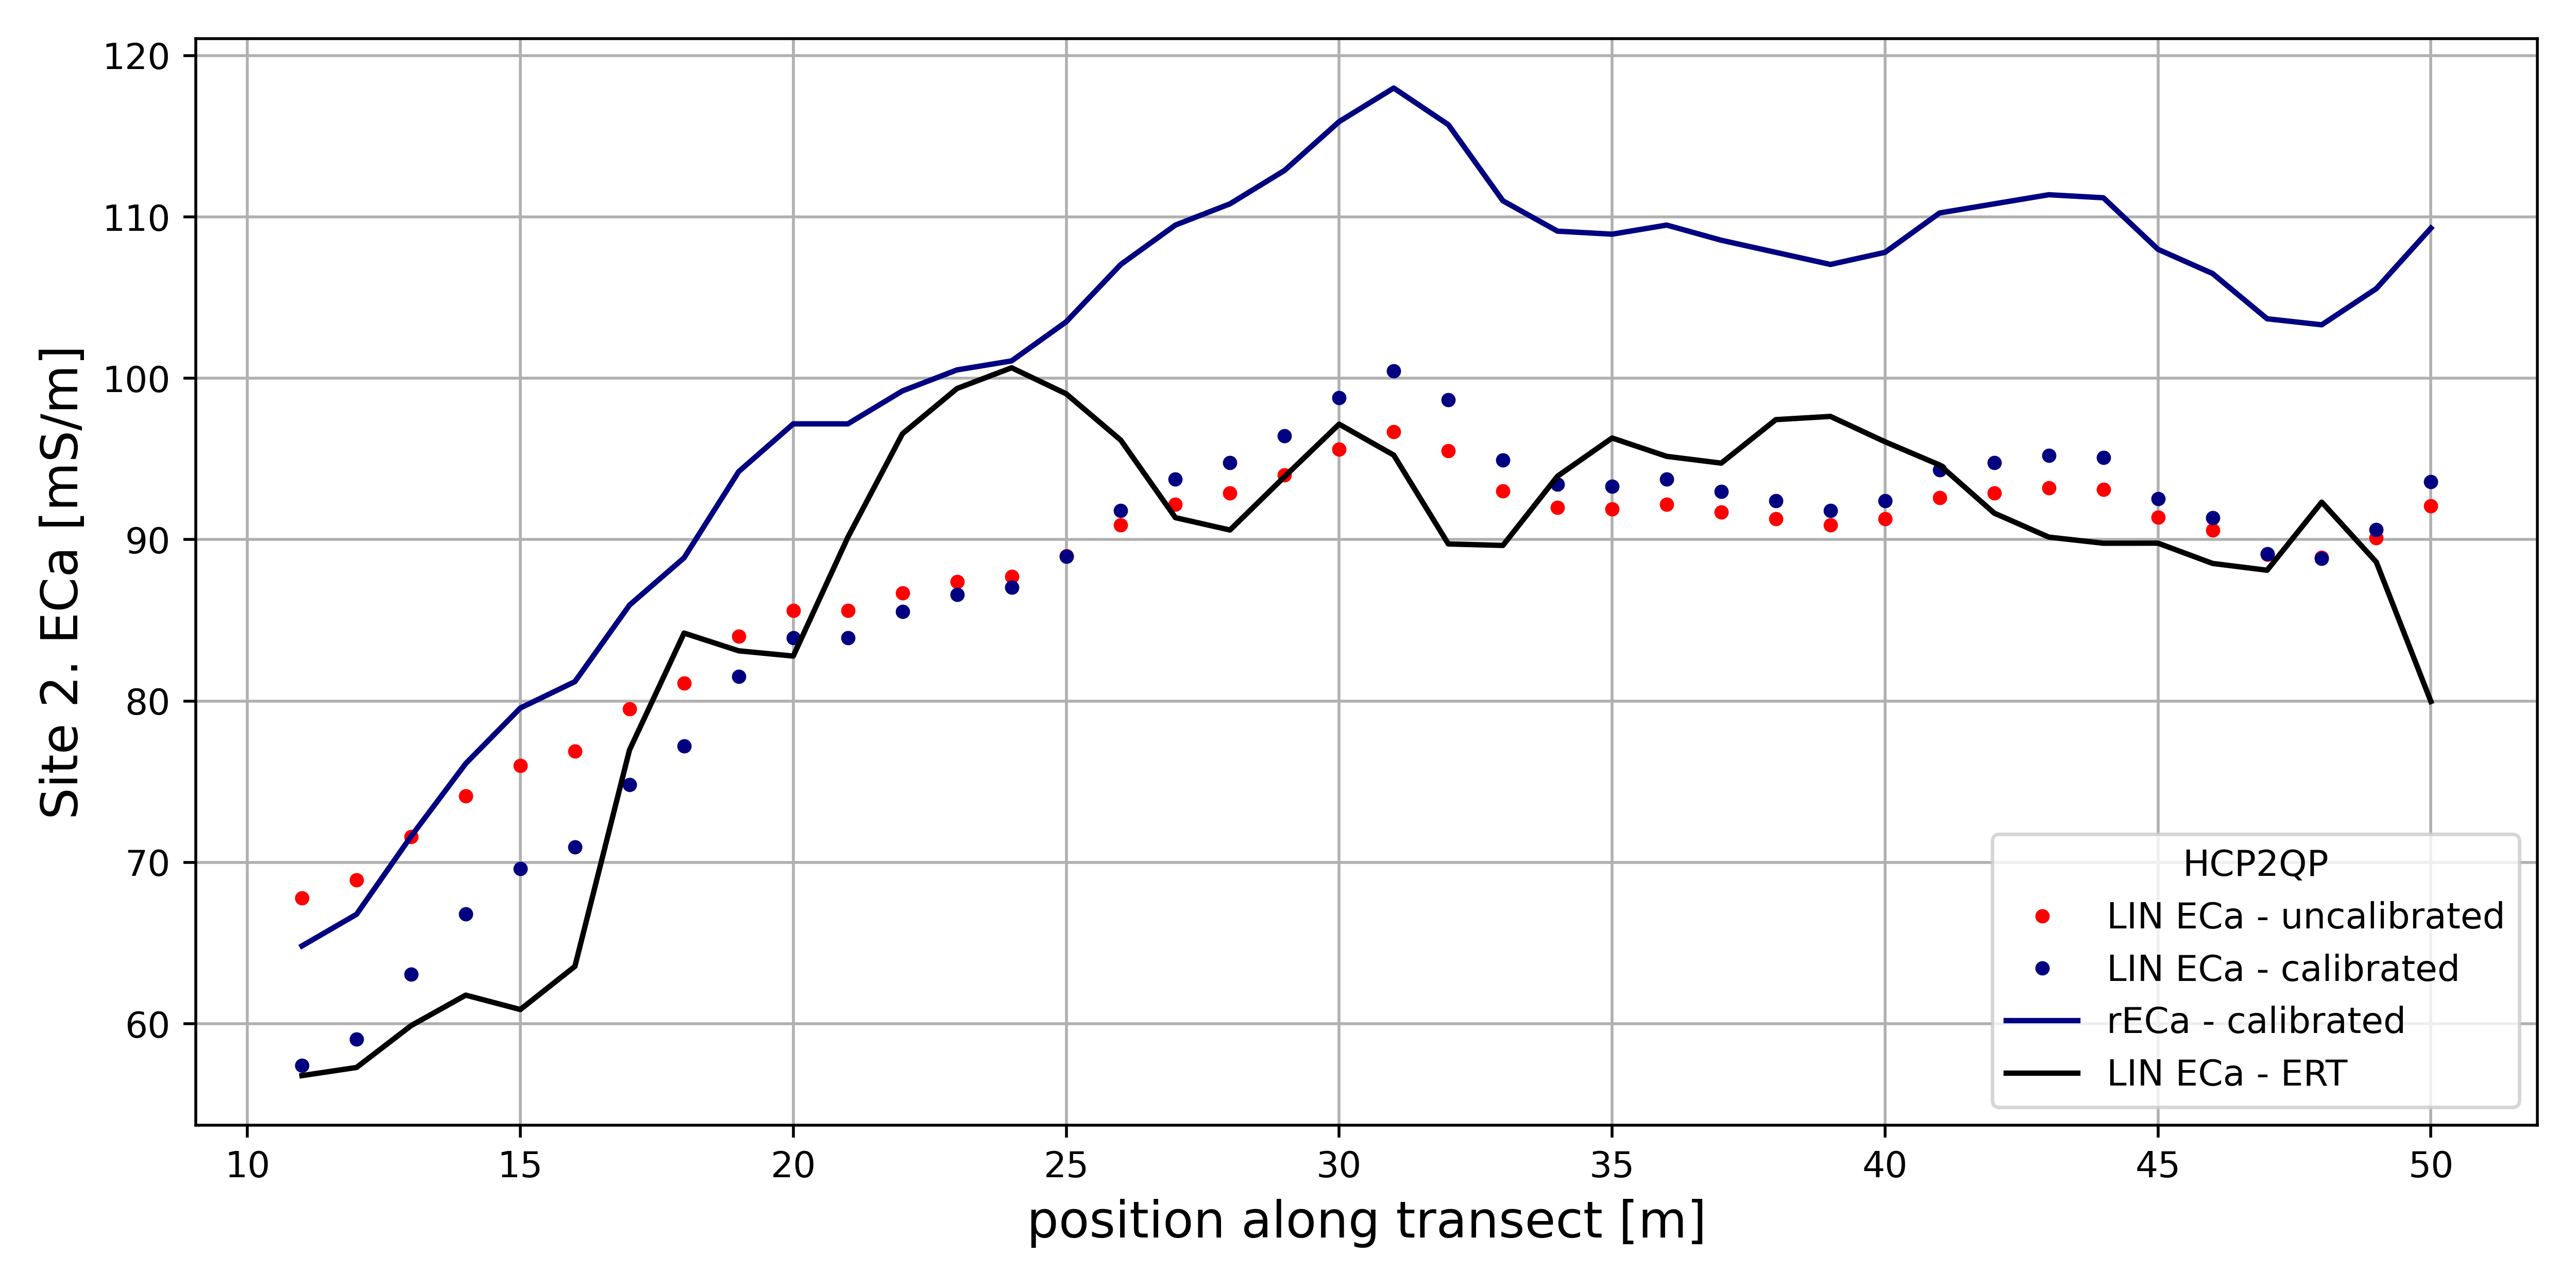 Site 2. ECa [mS/m]
120
110
100
90
80
70
60
10 15 20 25 30 35 40 45 50
position along transect [m]
HCP2QP
LIN ECa - uncalibrated
LIN ECa - calibrated
rECa - calibrated
LIN ECa - ERT